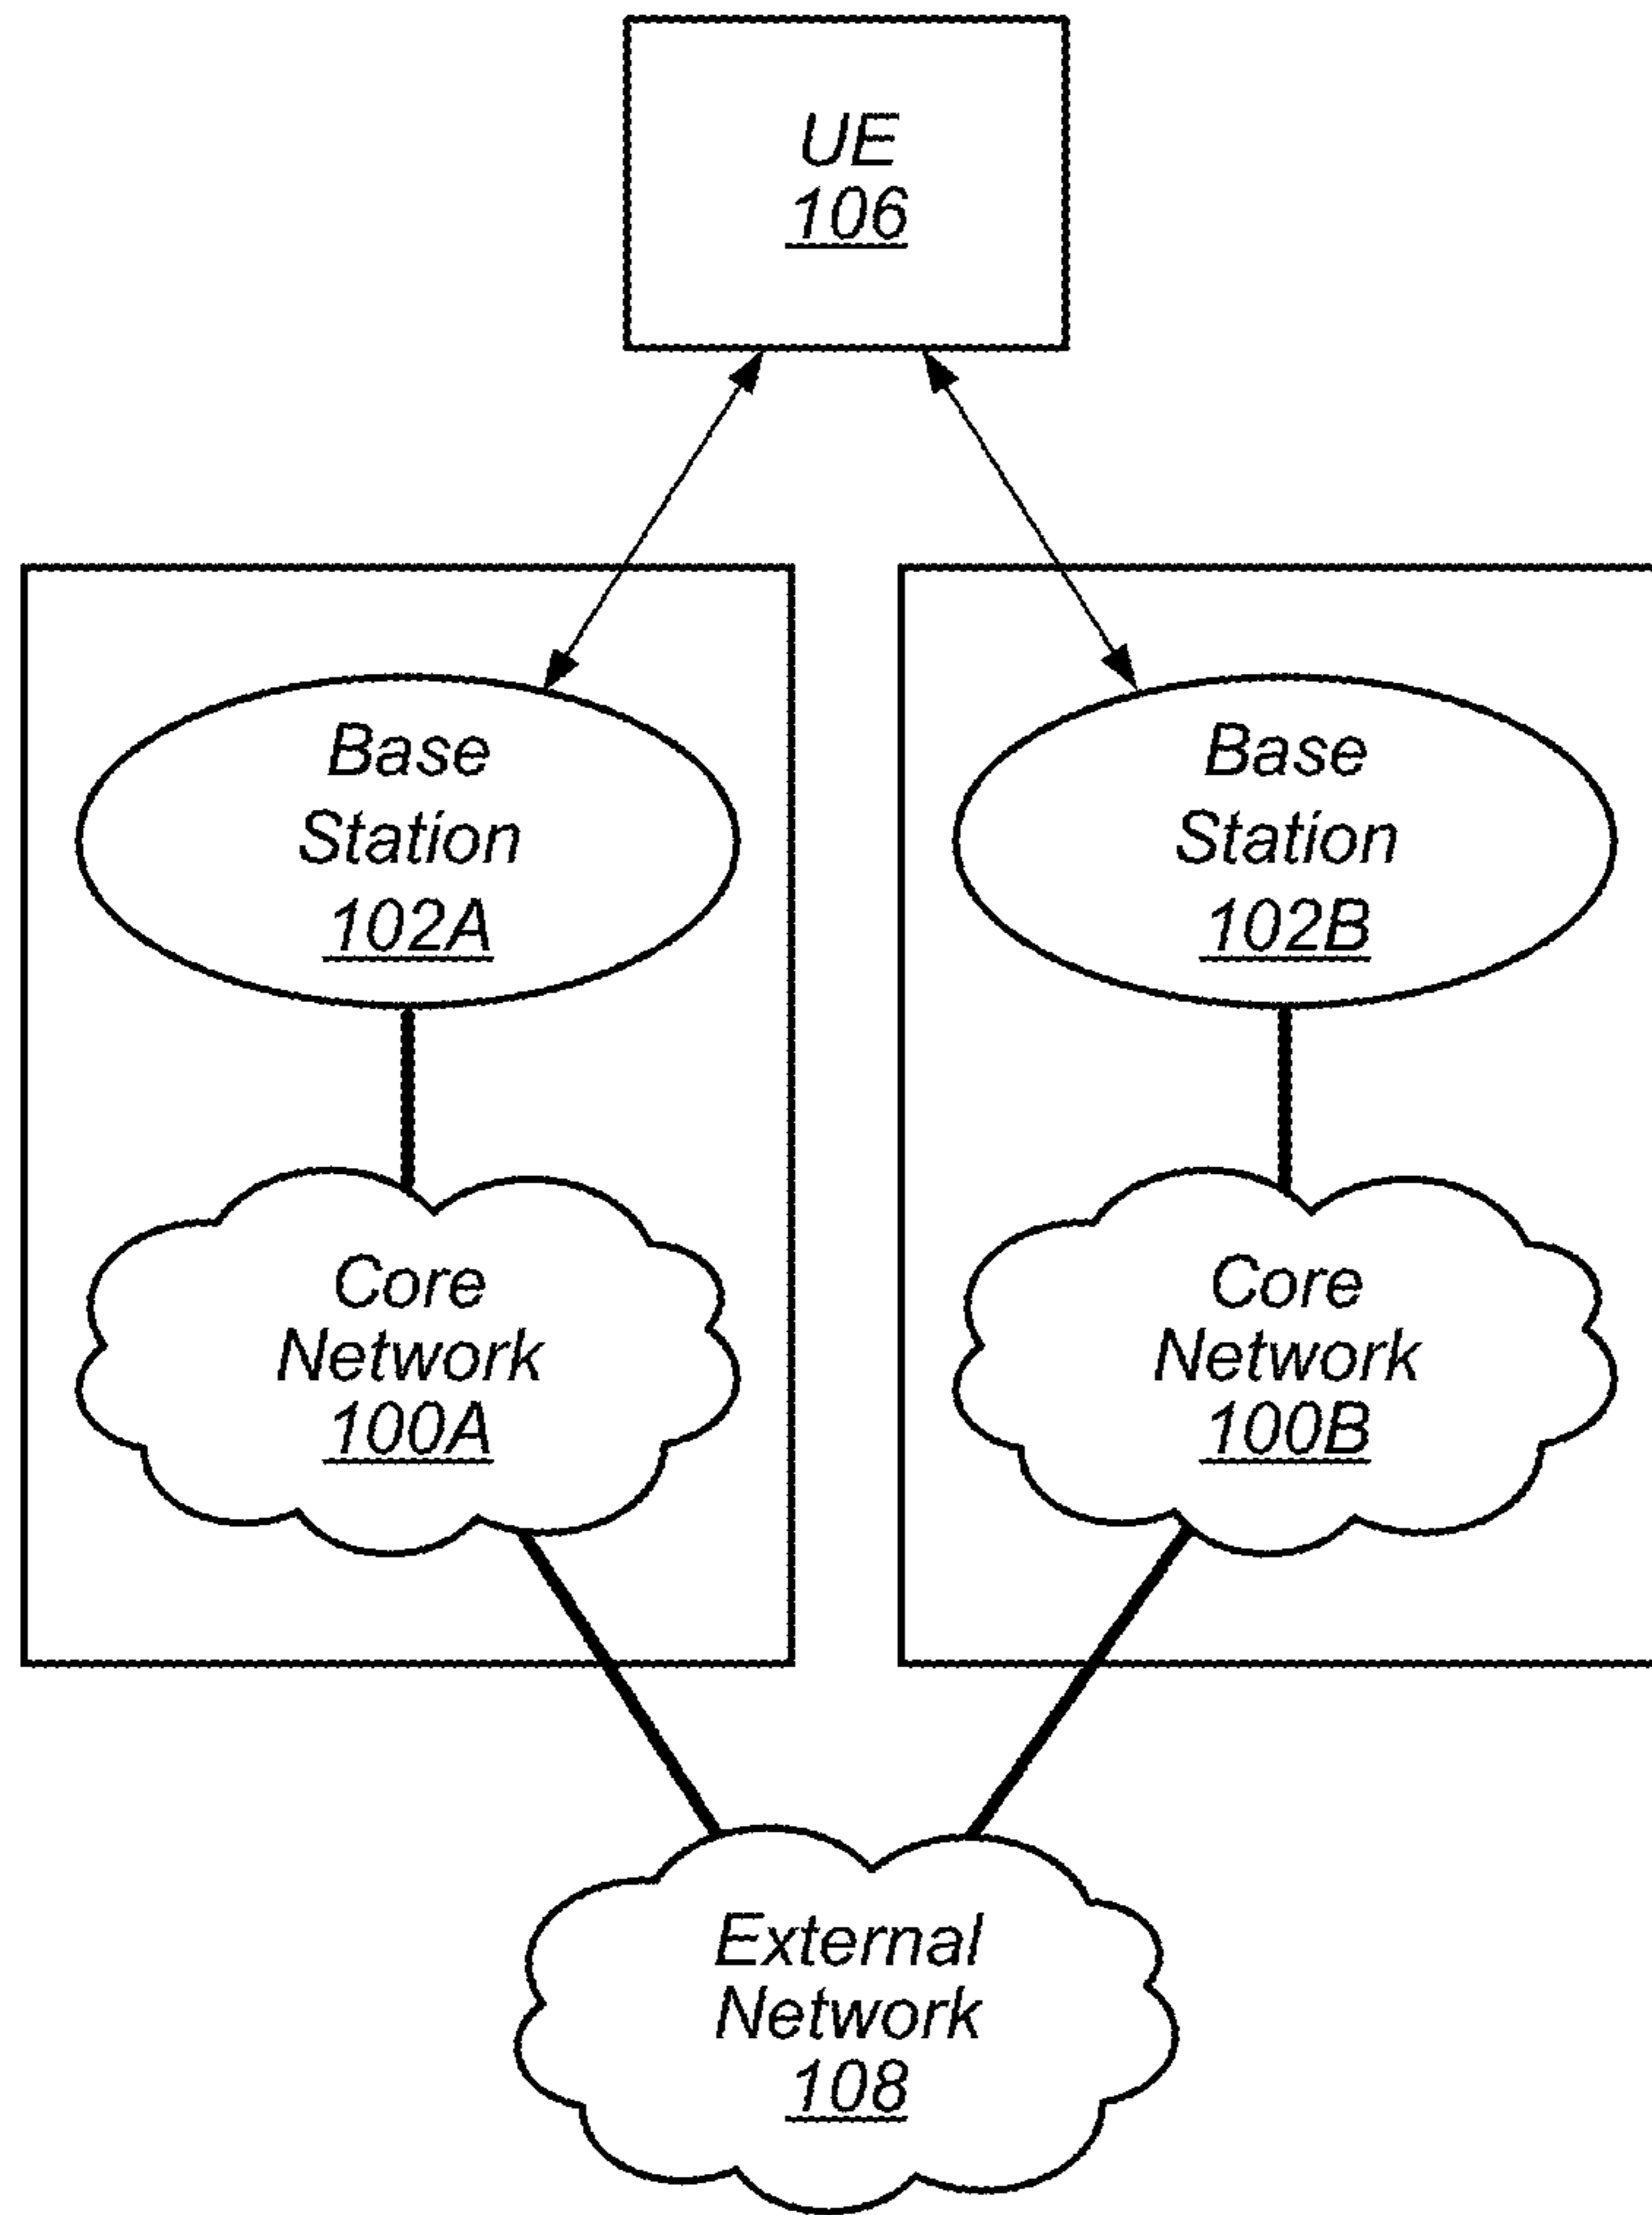 UE
106
Base
Station
102A
Base
Station
102B
Core
Network
100A
Core
Network
100B
External
Network
108